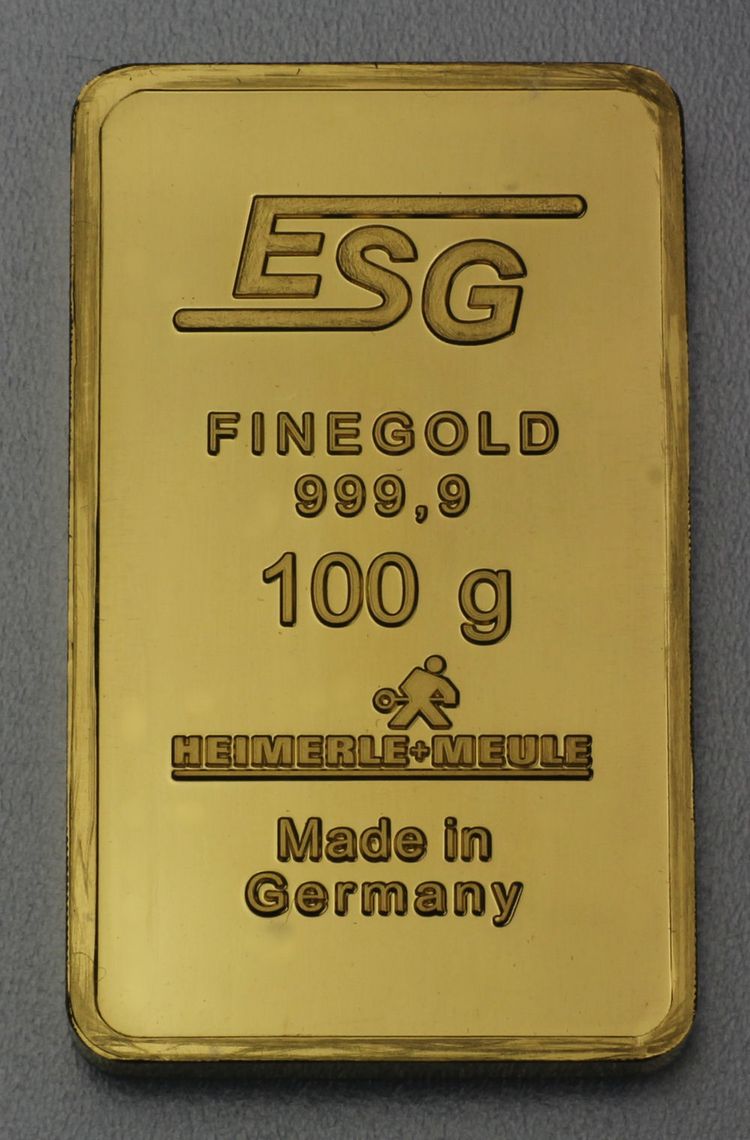 ESG
FINEGOLD
999,9
100 g
HEIMERLE+MEULE
Made in
Germany